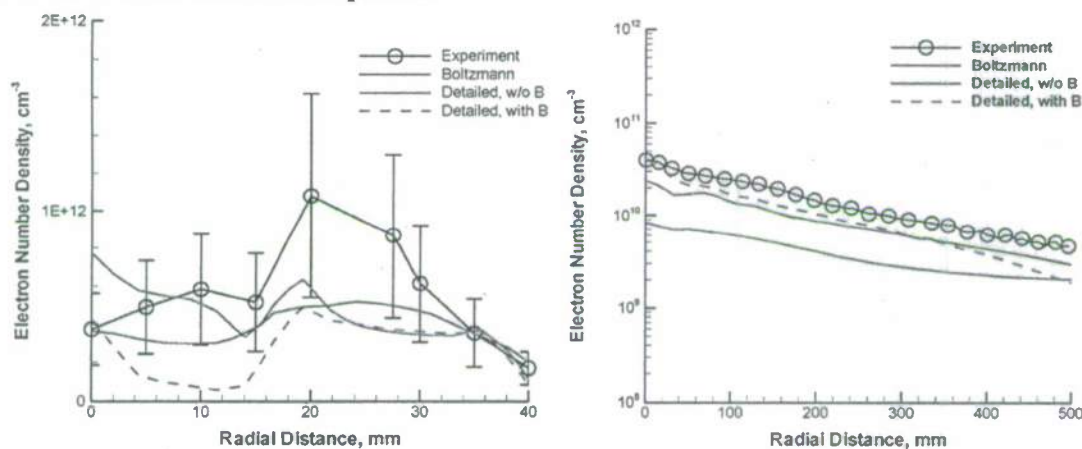 2E+12
1E+12
0
Electron Number Density, cm-3
Experiment
Boltzmann
Detailed, w/o B
Detailed, with B
0
10
20
30
40
Radial Distance, mm
10¹²
10¹¹
10¹⁰
10⁹
10⁸
Electron Number Density, cm-3
Experiment
Boltzmann
Detailed, w/o B
Detailed, with B
0
100
200
300
400
500
Radial Distance, mm